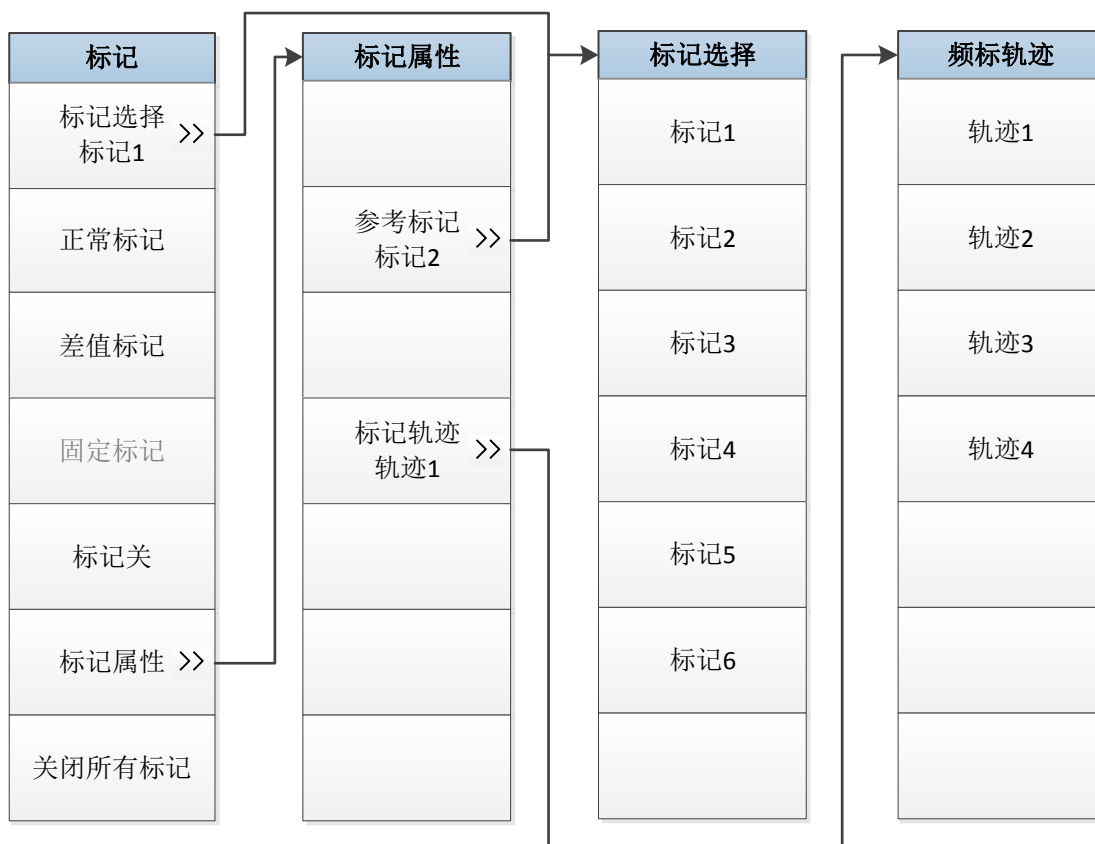 标记
标记选择 >>
标记1
正常标记
差值标记
固定标记
标记关
标记属性 >>
关闭所有标记
标记属性
参考标记 >>
标记2
标记轨迹 >>
轨迹1
标记选择
标记1
标记2
标记3
标记4
标记5
标记6
频标轨迹
轨迹1
轨迹2
轨迹3
轨迹4